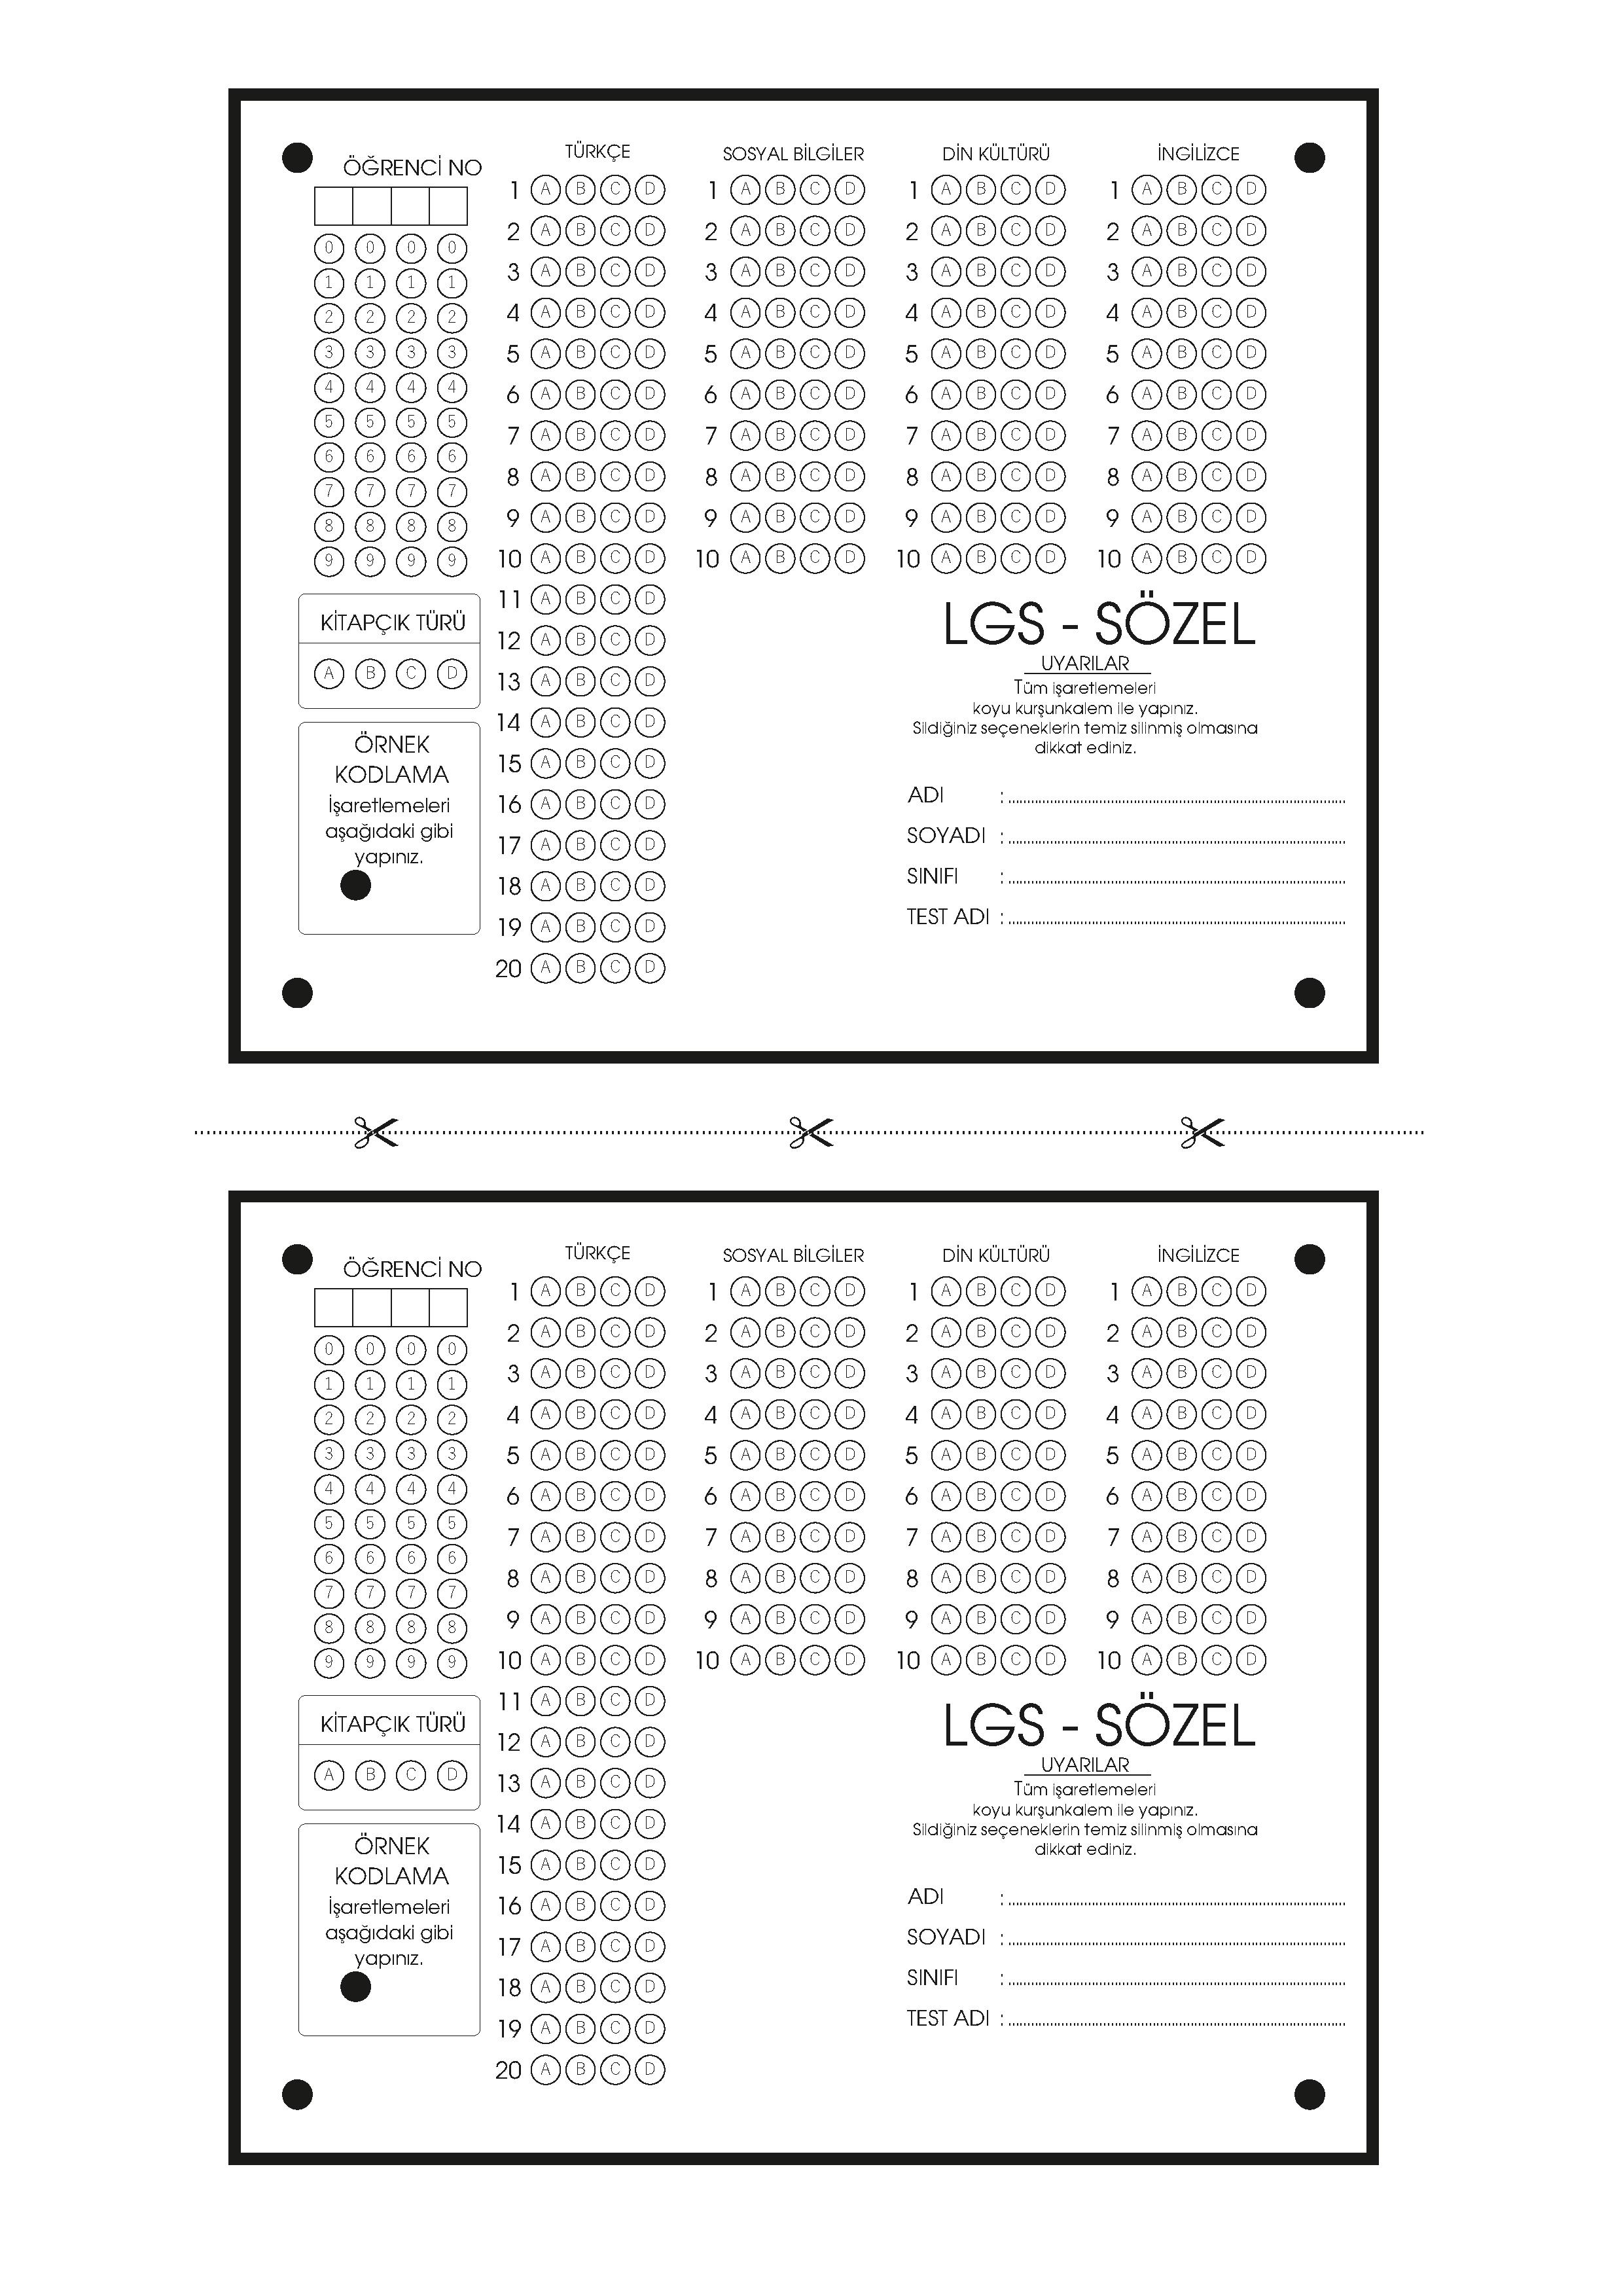 TÜRKÇE SOSYAL BİLGİLER DİN KÜLTÜRÜ İNGİLİZCE
ÖĞRENCİ NO
1 A B C D 1 A B C D 1 A B C D 1 A B C D
0 0 0 0 2 A B C D 2 A B C D 2 A B C D 2 A B C D
1 1 1 1 3 A B C D 3 A B C D 3 A B C D 3 A B C D
2 2 2 2 4 A B C D 4 A B C D 4 A B C D 4 A B C D
3 3 3 3 5 A B C D 5 A B C D 5 A B C D 5 A B C D
4 4 4 4 6 A B C D 6 A B C D 6 A B C D 6 A B C D
5 5 5 5 7 A B C D 7 A B C D 7 A B C D 7 A B C D
6 6 6 6 8 A B C D 8 A B C D 8 A B C D 8 A B C D
7 7 7 7 9 A B C D 9 A B C D 9 A B C D 9 A B C D
8 8 8 8 10 A B C D 10 A B C D 10 A B C D 10 A B C D
9 9 9 9
KİTAPÇIK TÜRÜ
A B C D
ÖRNEK
KODLAMA
İşaretlemeleri
aşağıdaki gibi
yapınız.
11 A B C D
12 A B C D
13 A B C D
14 A B C D
15 A B C D
16 A B C D
17 A B C D
18 A B C D
19 A B C D
20 A B C D
LGS - SÖZEL
UYARILAR
Tüm işaretlemeleri
koyu kurşunkalem ile yapınız.
Sildiğiniz seçeneklerin temiz silinmiş olmasına
dikkat ediniz.
ADI :
SOYADI :
SINIFI :
TEST ADI :
TÜRKÇE SOSYAL BİLGİLER DİN KÜLTÜRÜ İNGİLİZCE
ÖĞRENCİ NO
1 A B C D 1 A B C D 1 A B C D 1 A B C D
0 0 0 0 2 A B C D 2 A B C D 2 A B C D 2 A B C D
1 1 1 1 3 A B C D 3 A B C D 3 A B C D 3 A B C D
2 2 2 2 4 A B C D 4 A B C D 4 A B C D 4 A B C D
3 3 3 3 5 A B C D 5 A B C D 5 A B C D 5 A B C D
4 4 4 4 6 A B C D 6 A B C D 6 A B C D 6 A B C D
5 5 5 5 7 A B C D 7 A B C D 7 A B C D 7 A B C D
6 6 6 6 8 A B C D 8 A B C D 8 A B C D 8 A B C D
7 7 7 7 9 A B C D 9 A B C D 9 A B C D 9 A B C D
8 8 8 8 10 A B C D 10 A B C D 10 A B C D 10 A B C D
9 9 9 9
KİTAPÇIK TÜRÜ
A B C D
ÖRNEK
KODLAMA
İşaretlemeleri
aşağıdaki gibi
yapınız.
11 A B C D
12 A B C D
13 A B C D
14 A B C D
15 A B C D
16 A B C D
17 A B C D
18 A B C D
19 A B C D
20 A B C D
LGS - SÖZEL
UYARILAR
Tüm işaretlemeleri
koyu kurşunkalem ile yapınız.
Sildiğiniz seçeneklerin temiz silinmiş olmasına
dikkat ediniz.
ADI :
SOYADI :
SINIFI :
TEST ADI :